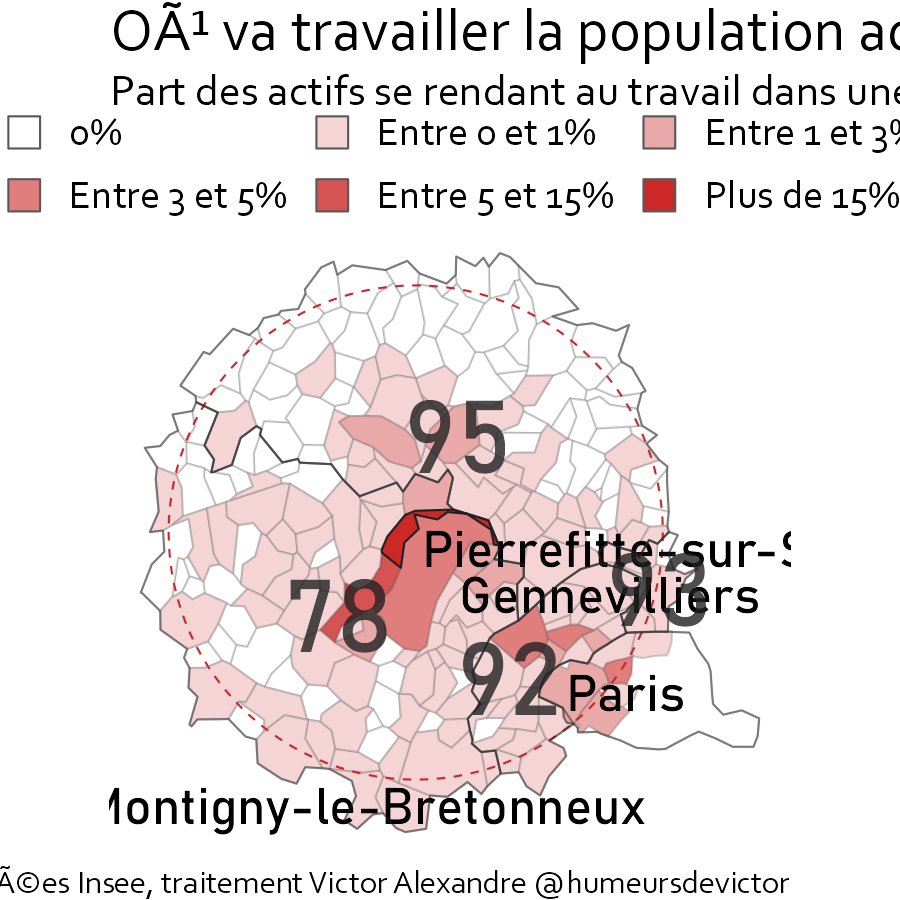 OÃ¹ va travailler la population ac
Part des actifs se rendant au travail dans une
0% Entre 0 et 1% Entre 1 et 3%
Entre 3 et 5% Entre 5 et 15% Plus de 15%
95
Pierrefitte-sur-S
93
78 Gennevilliers
92 Paris
Montigny-le-Bretonneux
Ã©es Insee, traitement Victor Alexandre @humeursdevictor